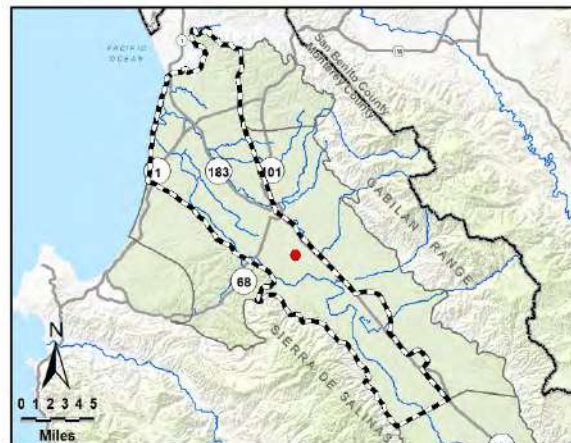 1
PACIFIC
OCEAN
San Benito County
Monterey County
1
183
101
GABILAN RANGE
68
SIERRA DE SALINAS
N
0 1 2 3 4 5
Miles